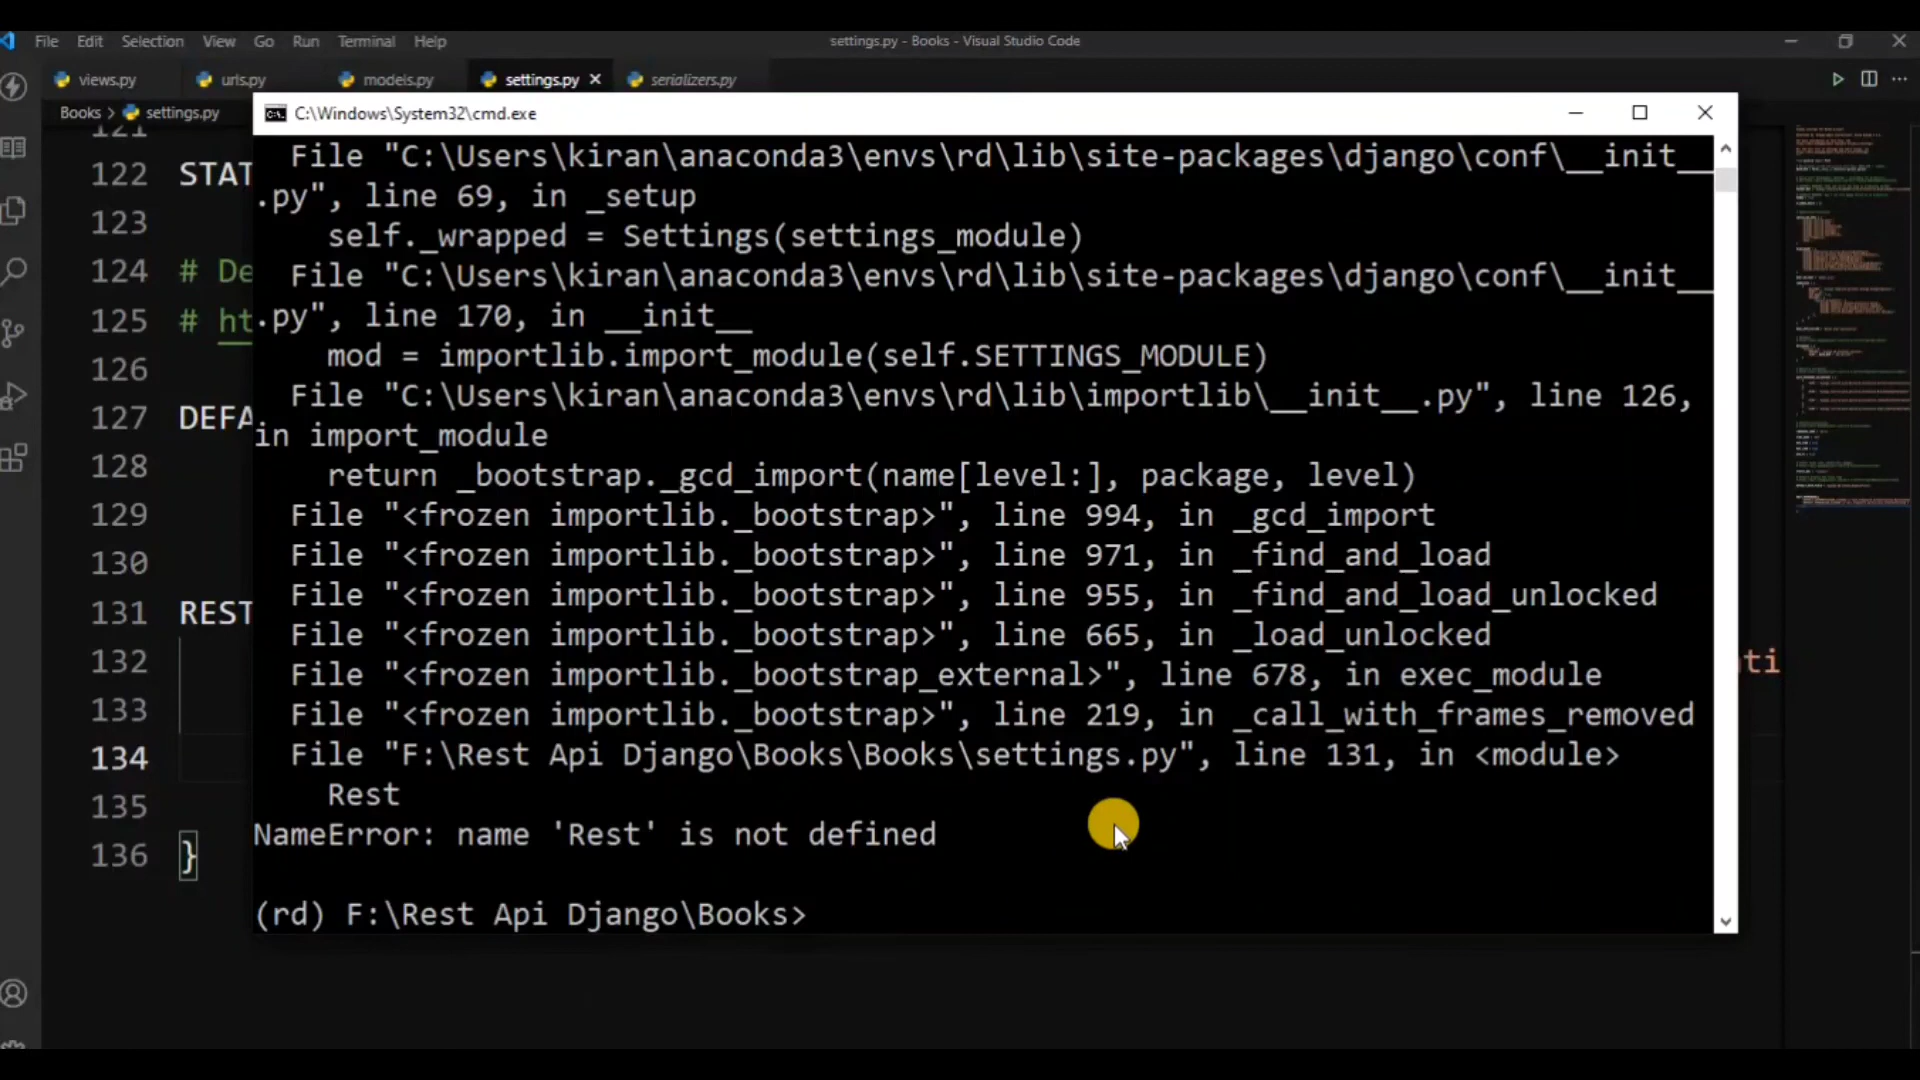 File Edit Selection View Go Run Terminal Help
settings.py - Books - Visual Studio Code
views.py urls.py models.py settings.py serializers.py
Books > settings.py
C:\Windows\System32\cmd.exe
File "C:\Users\kiran\anaconda3\envs\rd\lib\site-packages\django\conf\__init__
.py", line 69, in _setup
self._wrapped = Settings(settings_module)
File "C:\Users\kiran\anaconda3\envs\rd\lib\site-packages\django\conf\__init__
.py", line 170, in __init__
mod = importlib.import_module(self.SETTINGS_MODULE)
File "C:\Users\kiran\anaconda3\envs\rd\lib\importlib\__init__.py", line 126,
in import_module
return _bootstrap._gcd_import(name[level:], package, level)
File "<frozen importlib._bootstrap>", line 994, in _gcd_import
File "<frozen importlib._bootstrap>", line 971, in _find_and_load
File "<frozen importlib._bootstrap>", line 955, in _find_and_load_unlocked
File "<frozen importlib._bootstrap>", line 665, in _load_unlocked
File "<frozen importlib._bootstrap_external>", line 678, in exec_module
File "<frozen importlib._bootstrap>", line 219, in _call_with_frames_removed
File "F:\Rest Api Django\Books\Books\settings.py", line 131, in <module>
Rest
NameError: name 'Rest' is not defined
(rd) F:\Rest Api Django\Books>
121
122 STAT
123
124 # De
125 # ht
126
127 DEFA
128
129
130
131 REST
132 ti
133
134
135
136 }